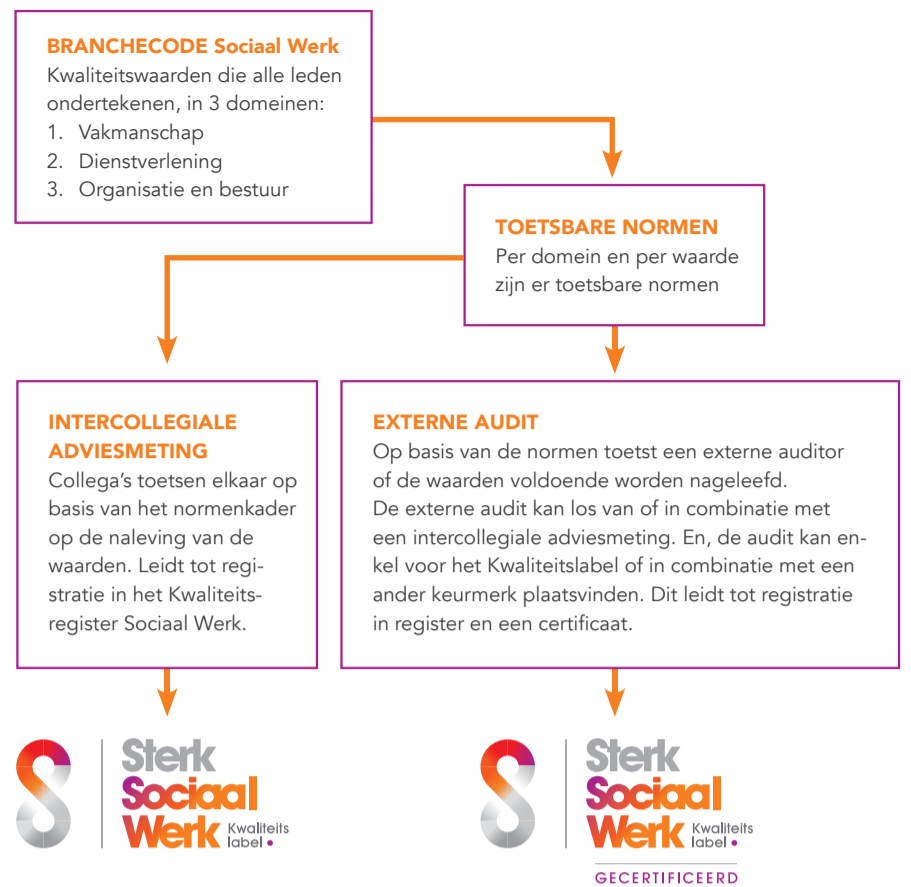 BRANCHECODE Sociaal Werk
Kwaliteitswaarden die alle leden
ondertekenen, in 3 domeinen:
1. Vakmanschap
2. Dienstverlening
3. Organisatie en bestuur
TOETSBARE NORMEN
Per domein en per waarde
zijn er toetsbare normen
INTERCOLLEGIALE
ADVIESMETING
Collega’s toetsen elkaar op
basis van het normenkader
op de naleving van de
waarden. Leidt tot regi-
stratie in het Kwaliteits-
register Sociaal Werk.
EXTERNE AUDIT
Op basis van de normen toetst een externe auditor
of de waarden voldoende worden nageleefd.
De externe audit kan los van of in combinatie met
een intercollegiale adviesmeting. En, de audit kan en-
kel voor het Kwaliteitslabel of in combinatie met een
ander keurmerk plaatsvinden. Dit leidt tot registratie
in register en een certificaat.
Sterk
Sociaal
Werk Kwaliteits
label
Sterk
Sociaal
Werk Kwaliteits
label
GECERTIFICEERD